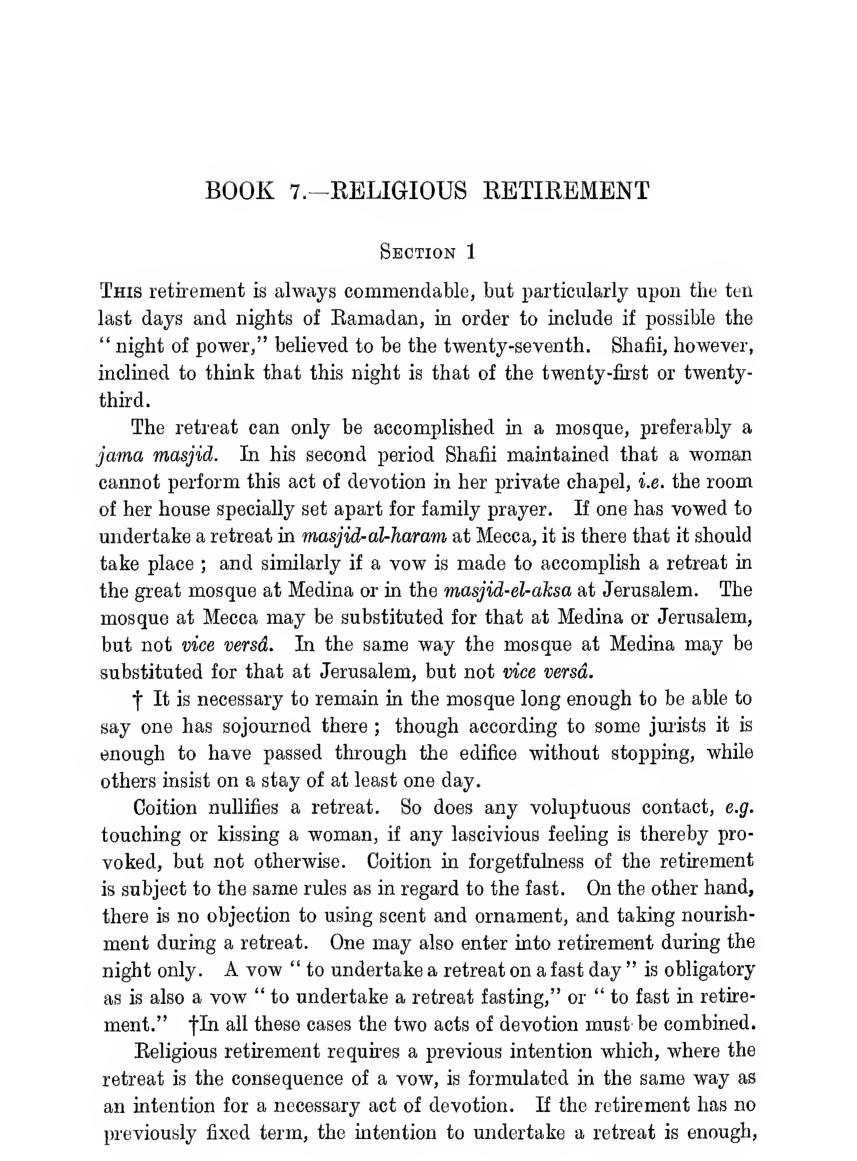 BOOK 7.—RELIGIOUS RETIREMENT
SECTION 1
THIS retirement is always commendable, but particularly upon the ten
last days and nights of Ramadan, in order to include if possible the
“ night of power,” believed to be the twenty-seventh. Shafii, however,
inclined to think that this night is that of the twenty-first or twenty-
third.
The retreat can only be accomplished in a mosque, preferably a
jama masjid. In his second period Shafii maintained that a woman
cannot perform this act of devotion in her private chapel, i.e. the room
of her house specially set apart for family prayer. If one has vowed to
undertake a retreat in masjid-al-haram at Mecca, it is there that it should
take place ; and similarly if a vow is made to accomplish a retreat in
the great mosque at Medina or in the masjid-el-aksa at Jerusalem. The
mosque at Mecca may be substituted for that at Medina or Jerusalem,
but not vice versâ. In the same way the mosque at Medina may be
substituted for that at Jerusalem, but not vice versâ.
† It is necessary to remain in the mosque long enough to be able to
say one has sojourned there ; though according to some jurists it is
enough to have passed through the edifice without stopping, while
others insist on a stay of at least one day.
Coition nullifies a retreat. So does any voluptuous contact, e.g.
touching or kissing a woman, if any lascivious feeling is thereby pro-
voked, but not otherwise. Coition in forgetfulness of the retirement
is subject to the same rules as in regard to the fast. On the other hand,
there is no objection to using scent and ornament, and taking nourish-
ment during a retreat. One may also enter into retirement during the
night only. A vow “ to undertake a retreat on a fast day ” is obligatory
as is also a vow “ to undertake a retreat fasting,” or “ to fast in retire-
ment.” †In all these cases the two acts of devotion must be combined.
Religious retirement requires a previous intention which, where the
retreat is the consequence of a vow, is formulated in the same way as
an intention for a necessary act of devotion. If the retirement has no
previously fixed term, the intention to undertake a retreat is enough,